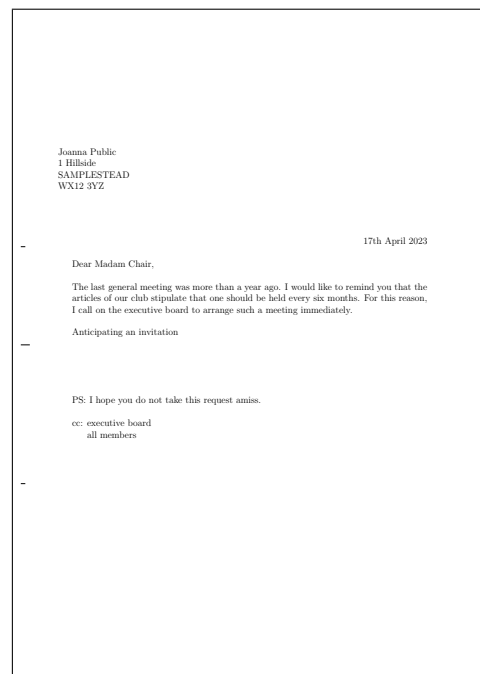 Joanna Public
1 Hillside
SAMPLESTEAD
WX12 3YZ
17th April 2023
Dear Madam Chair,
The last general meeting was more than a year ago. I would like to remind you that the
articles of our club stipulate that one should be held every six months. For this reason,
I call on the executive board to arrange such a meeting immediately.
Anticipating an invitation
PS: I hope you do not take this request amiss.
cc: executive board
all members